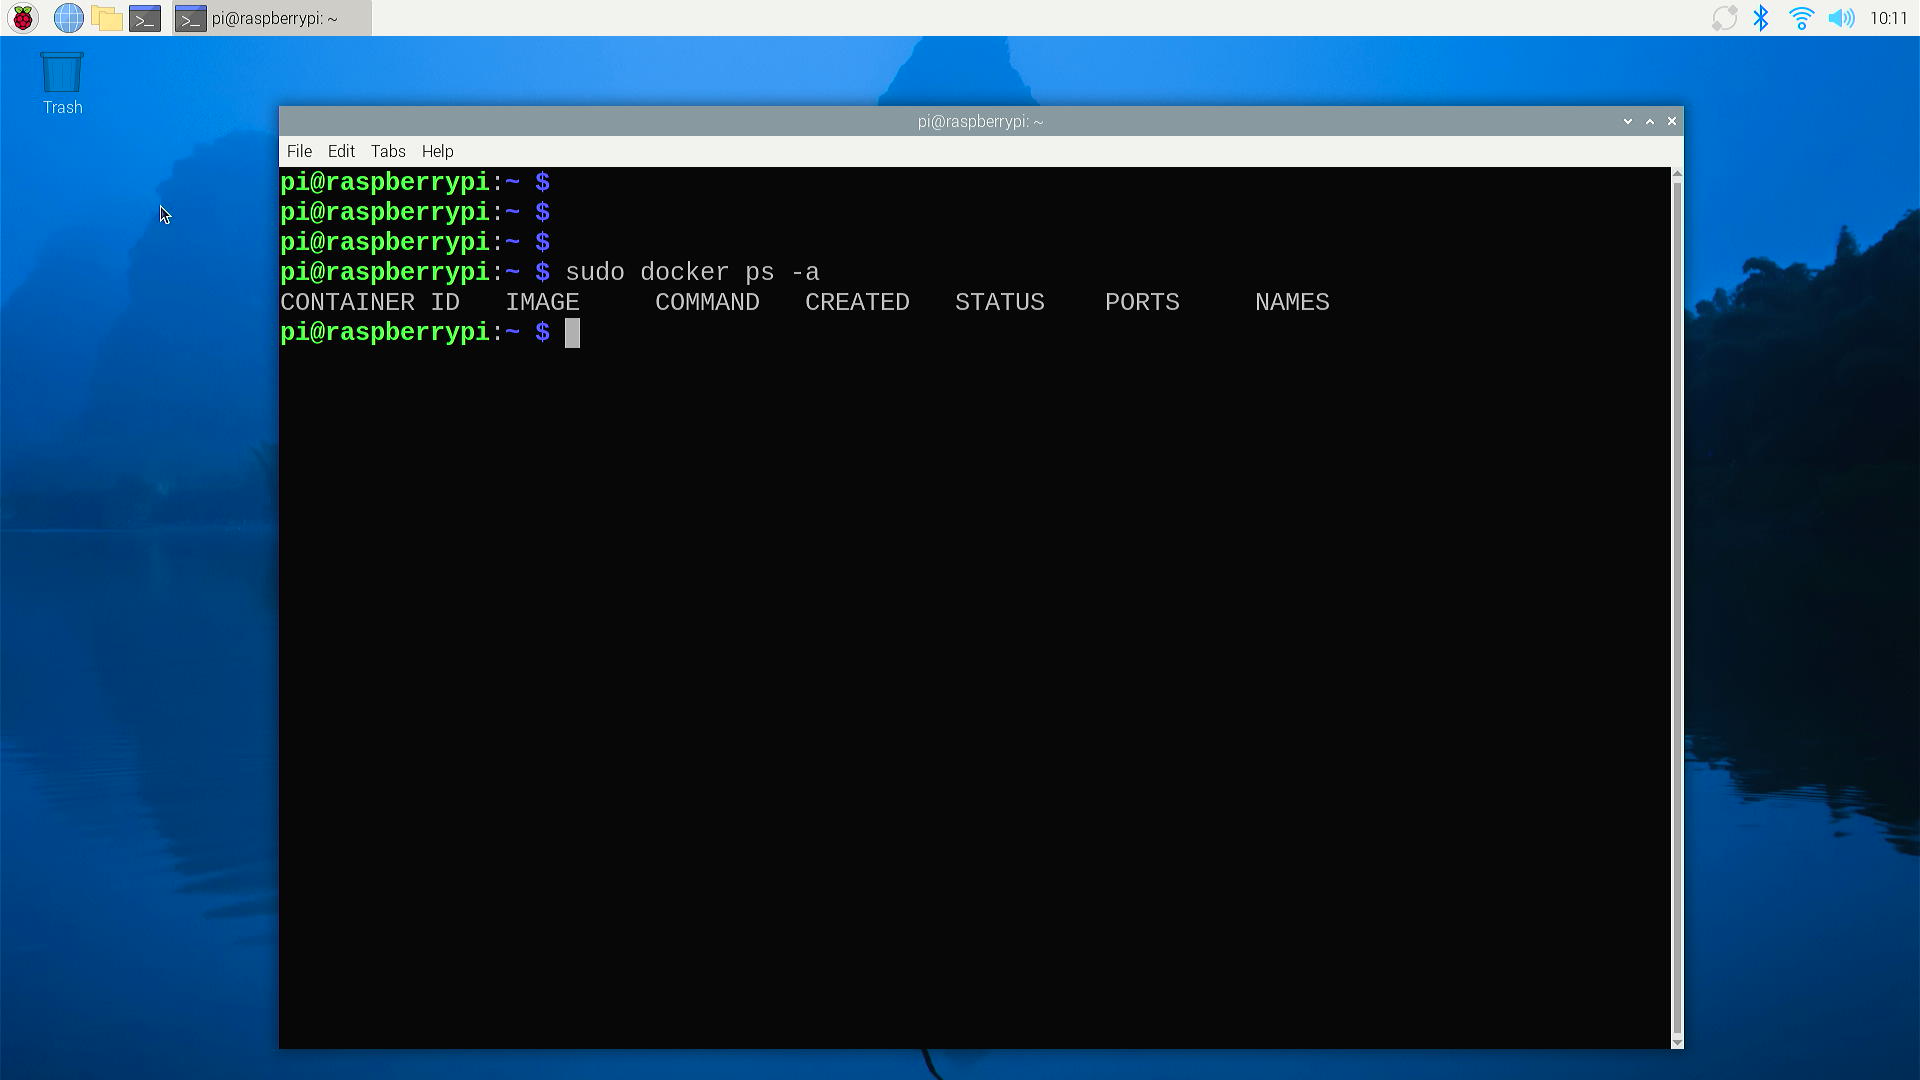 pi@raspberrypi: ~
10:11
Trash
pi@raspberrypi: ~
File Edit Tabs Help
pi@raspberrypi:~ $
pi@raspberrypi:~ $
pi@raspberrypi:~ $
pi@raspberrypi:~ $ sudo docker ps -a
CONTAINER ID   IMAGE     COMMAND   CREATED   STATUS    PORTS     NAMES
pi@raspberrypi:~ $